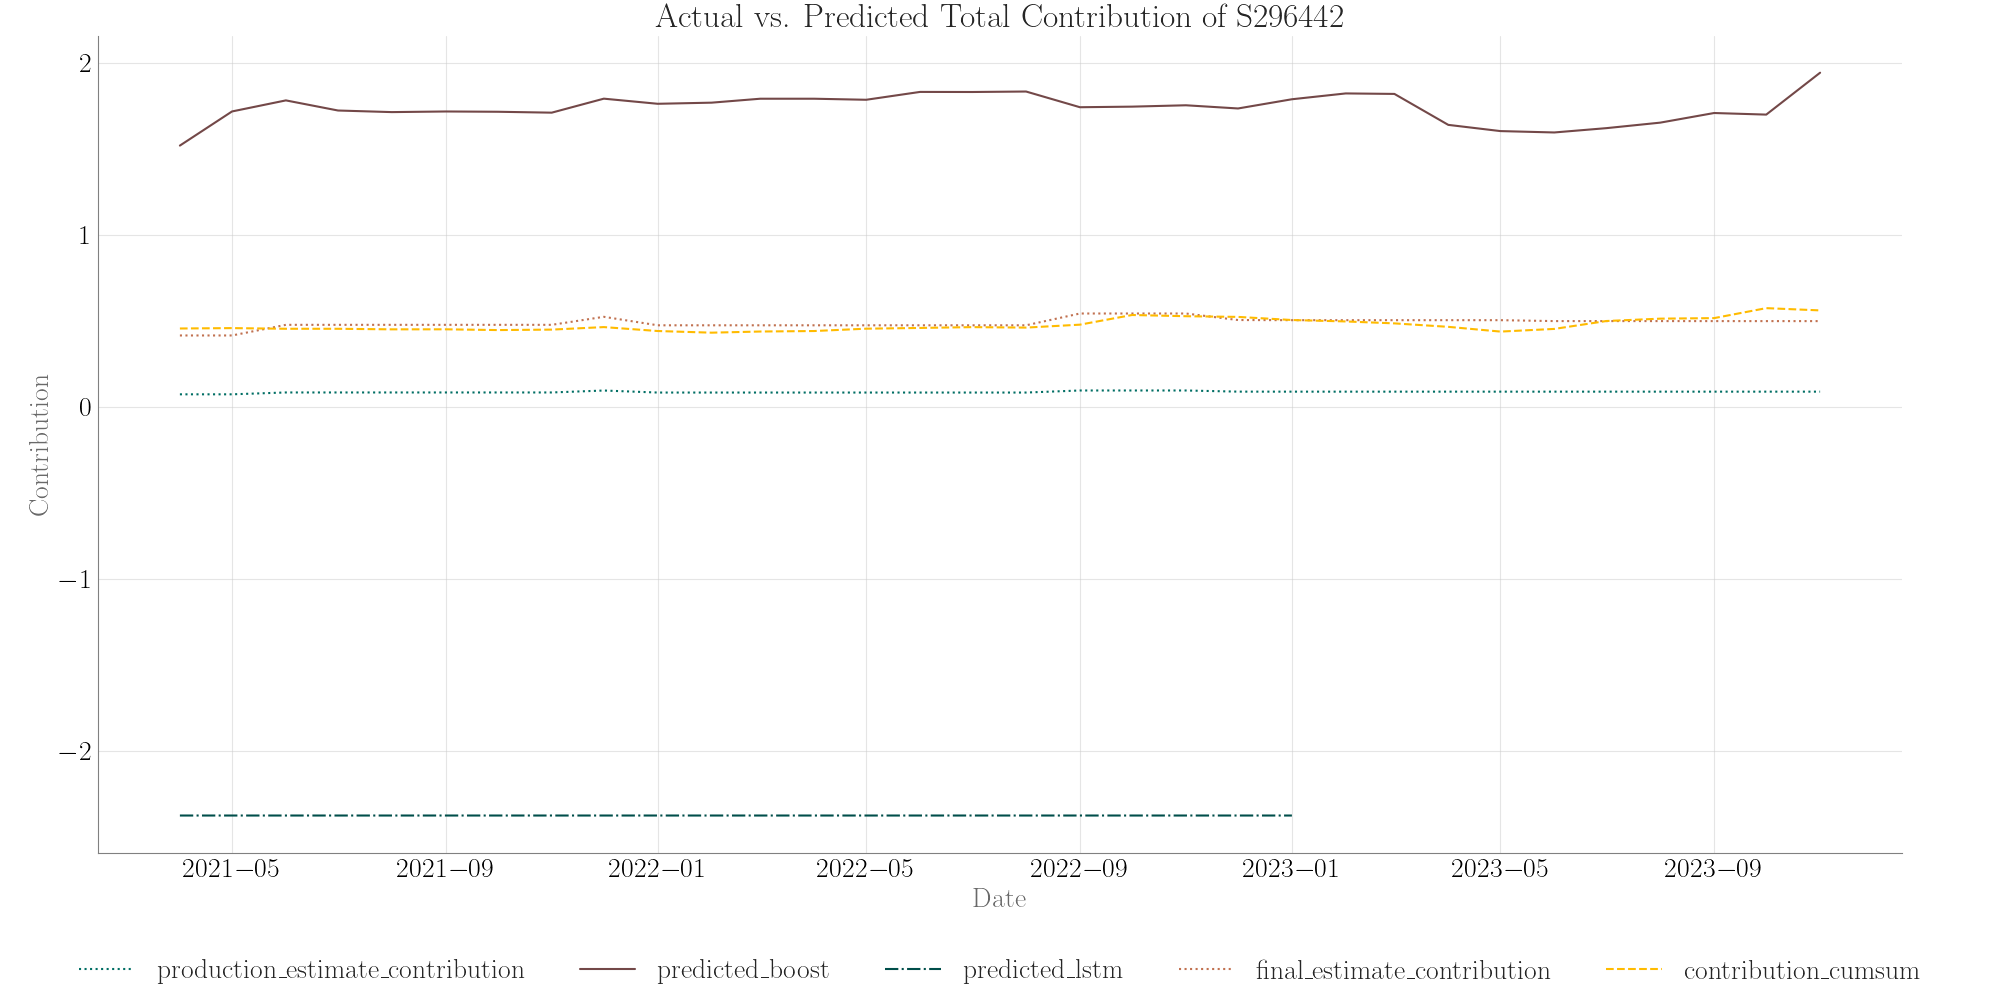 Actual vs. Predicted Total Contribution of S296442
2
1
0
−1
−2
Contribution
2021−05 2021−09 2022−01 2022−05 2022−09 2023−01 2023−05 2023−09
Date
production_estimate_contribution predicted_boost predicted_lstm final_estimate_contribution contribution_cumsum